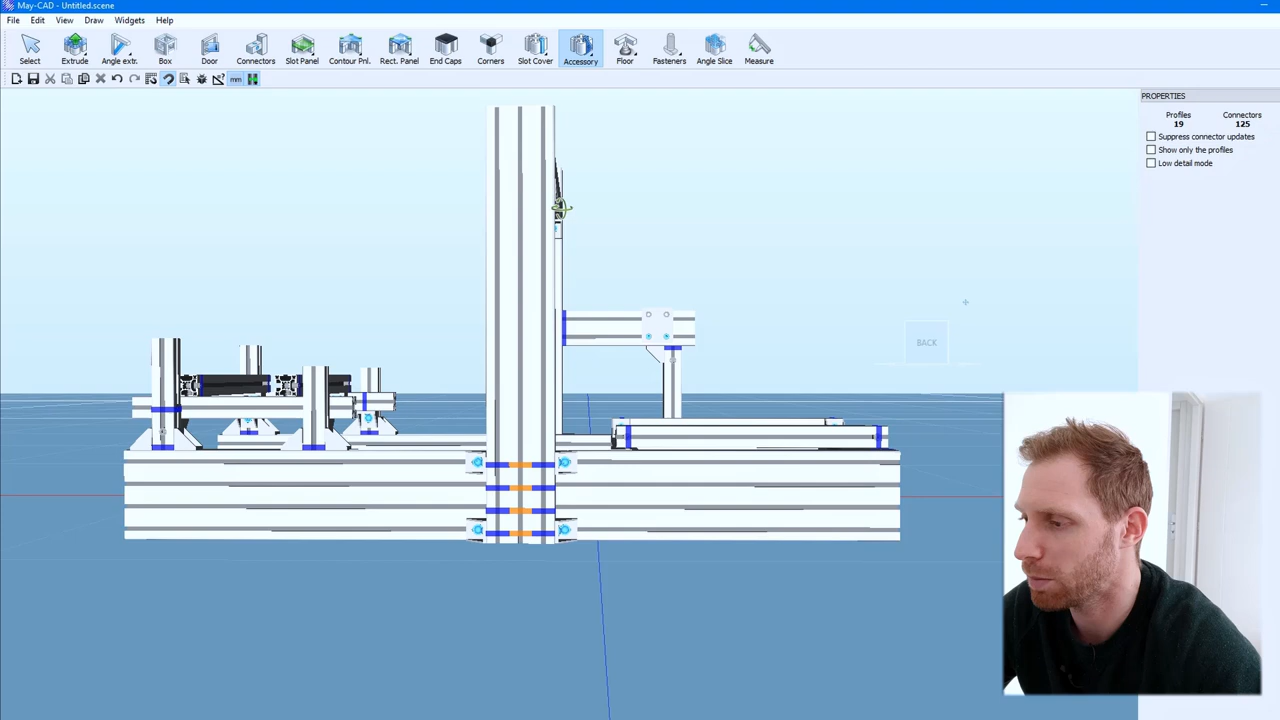 May-CAD - Untitled.scene
File Edit View Draw Widgets Help
Select Extrude Angle extr. Box Door Connectors Slot Panel Contour Pnl. Rect. Panel End Caps Corners Slot Cover Accessory Floor Fasteners Angle Slice Measure
mm
PROPERTIES
Profiles Connectors
19 125
Suppress connector updates
Show only the profiles
Low detail mode
BACK